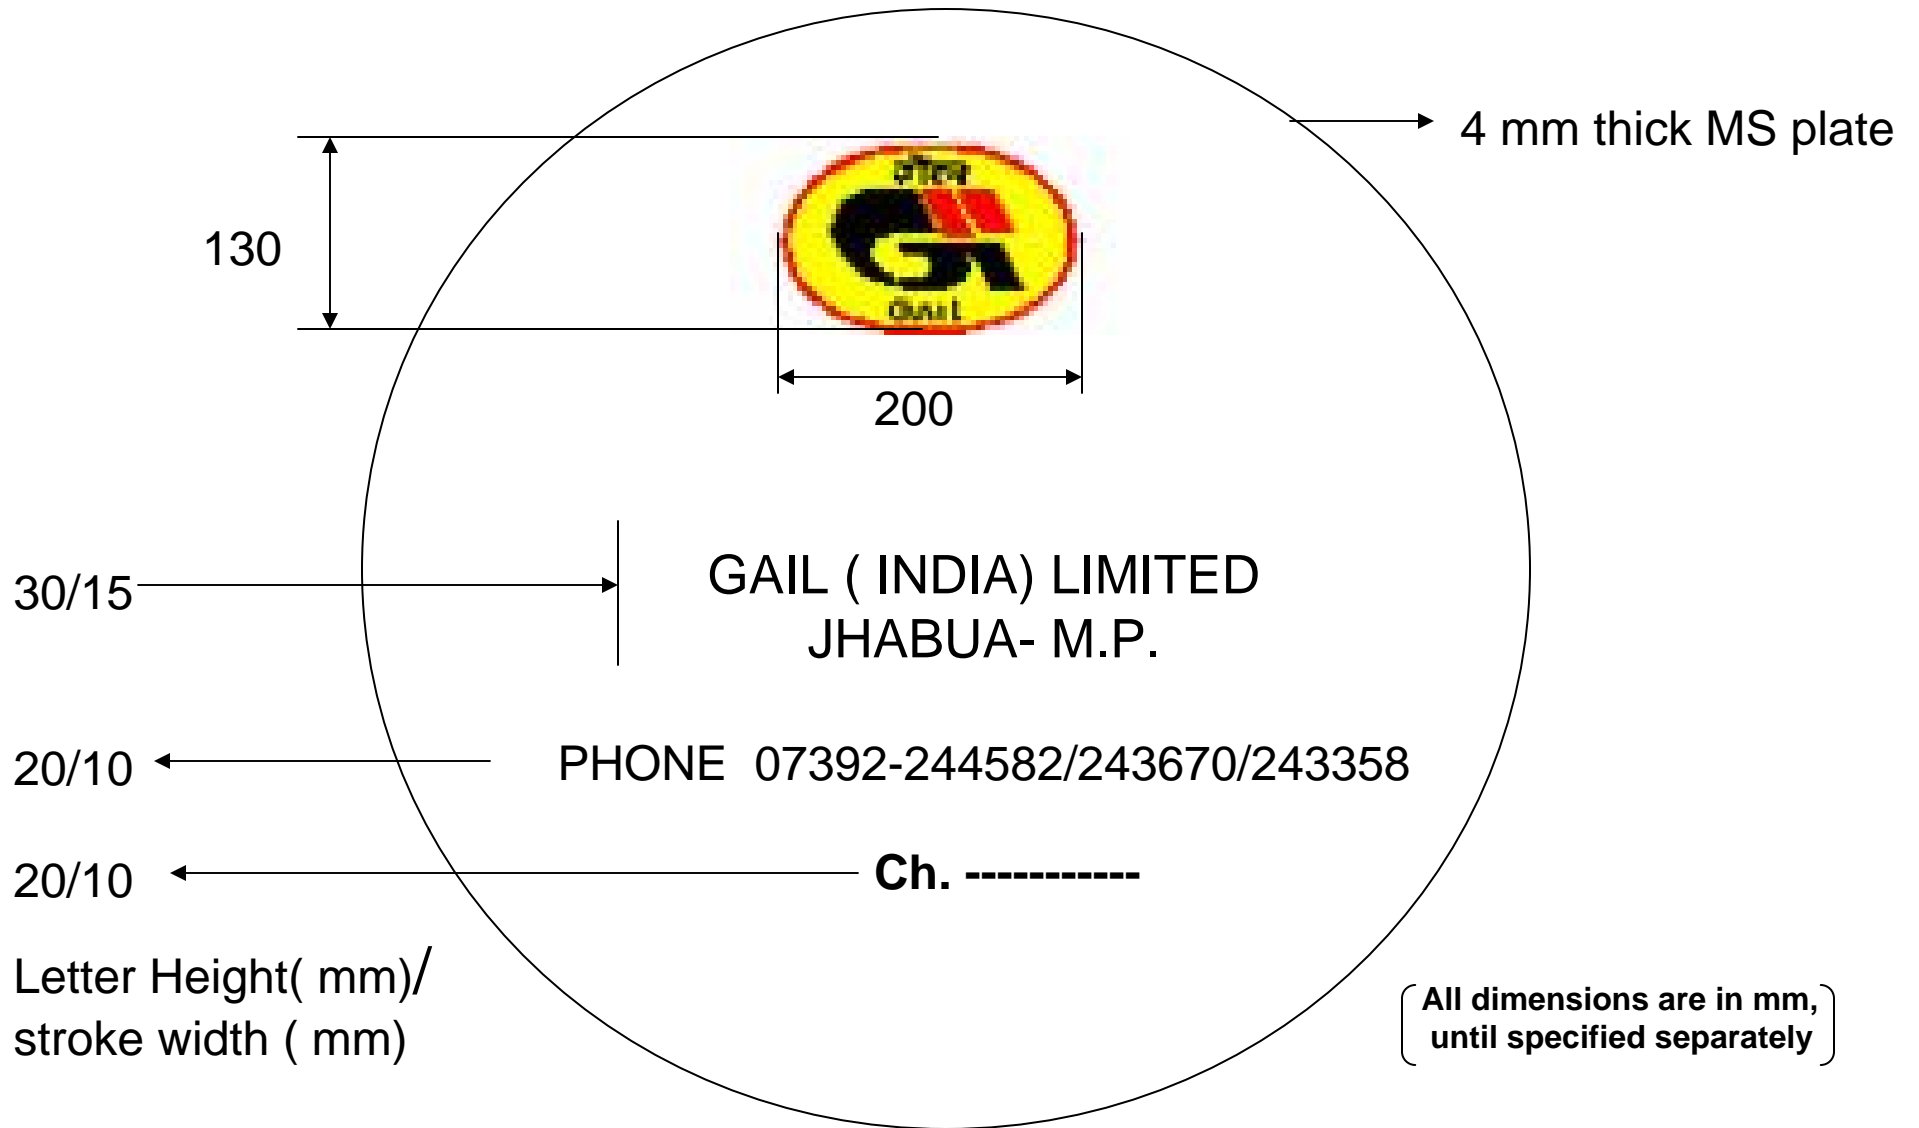 4 mm thick MS plate
गेल
GAIL
130
200
30/15
GAIL ( INDIA) LIMITED
JHABUA- M.P.
20/10
PHONE 07392-244582/243670/243358
20/10
Ch. -----------
Letter Height( mm)/
stroke width ( mm)
All dimensions are in mm,
until specified separately